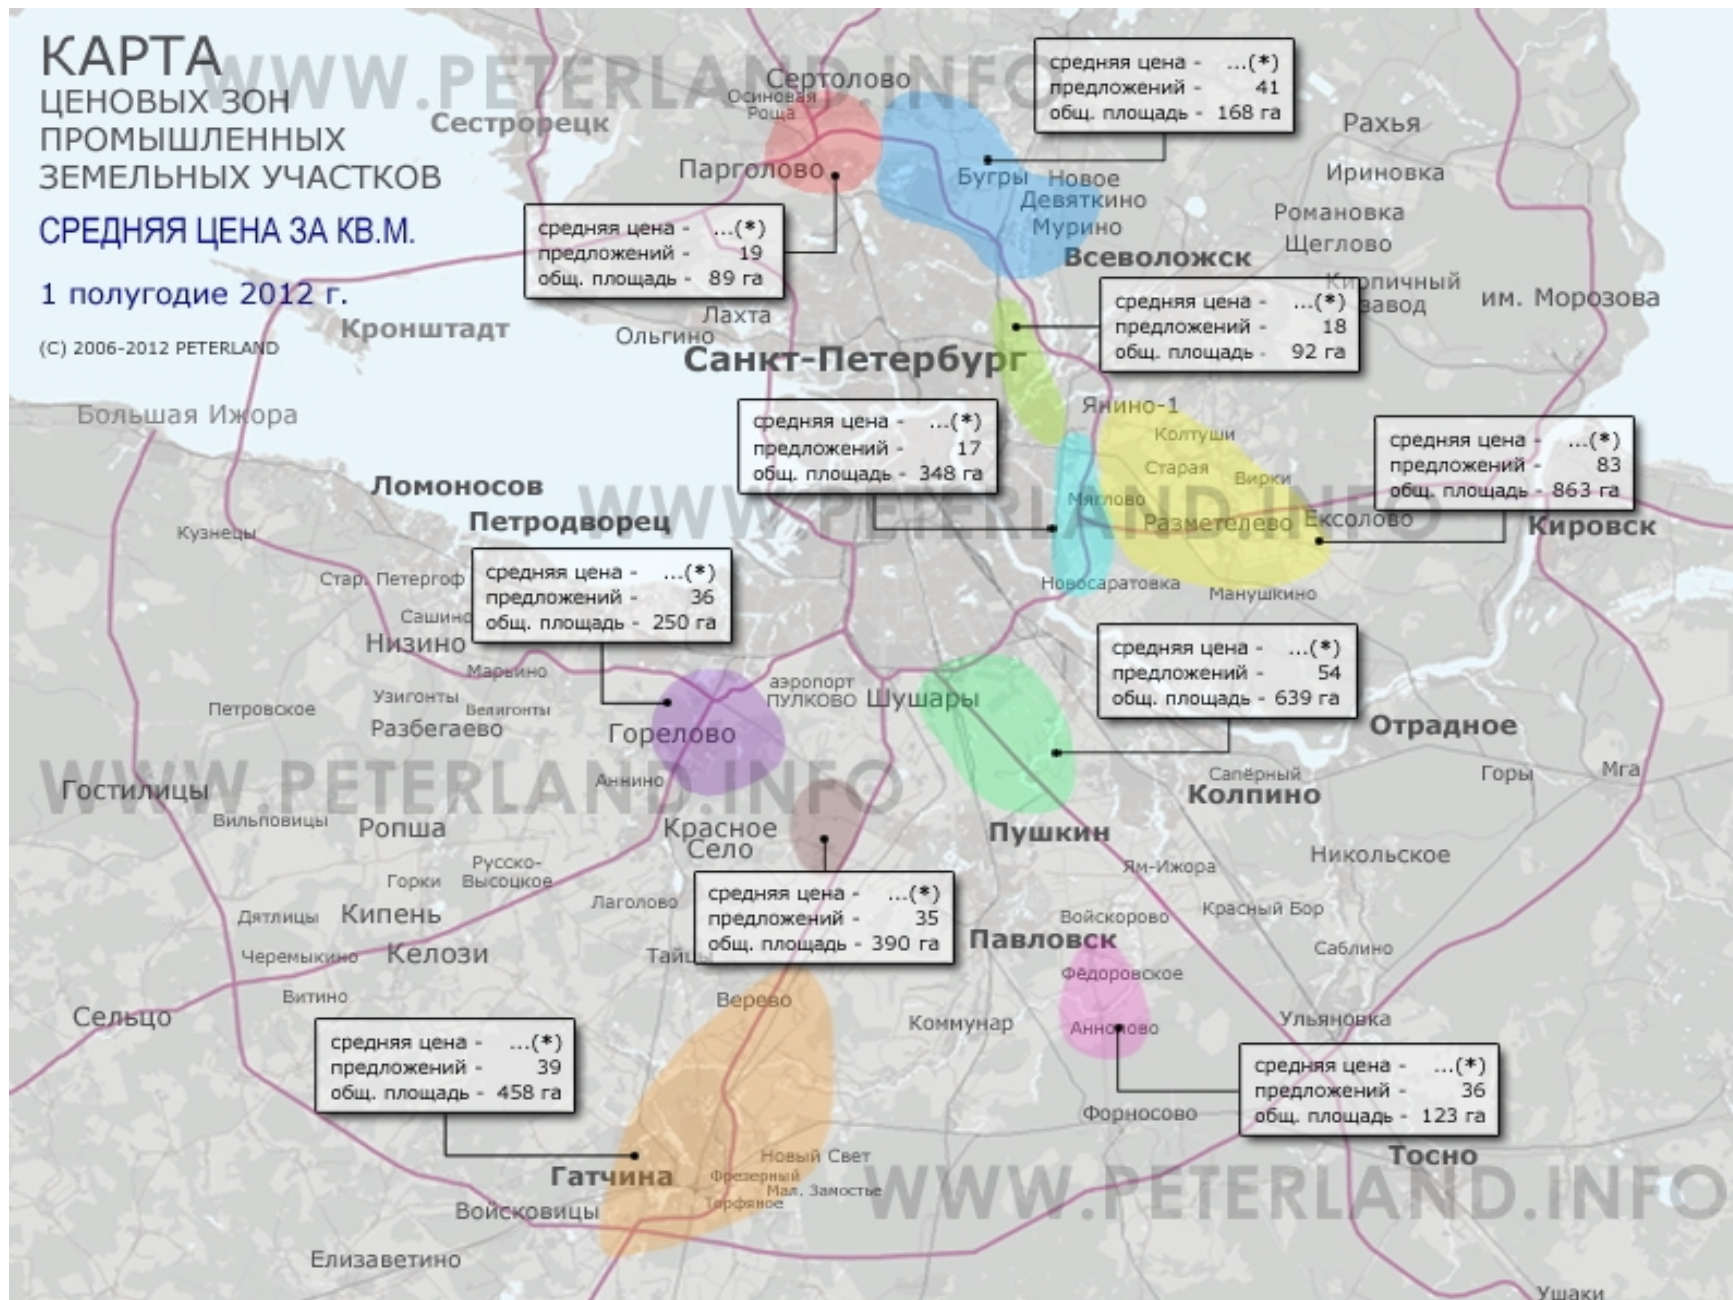 КАРТА
ЦЕНОВЫХ ЗОН
ПРОМЫШЛЕННЫХ
ЗЕМЕЛЬНЫХ УЧАСТКОВ
СРЕДНЯЯ ЦЕНА ЗА КВ.М.
1 полугодие 2012 г.
(C) 2006-2012 PETERLAND
WWW.PETERLAND.INFO
Сертолово
Осиновая
Роща
Сестрорецк
Парголово
средняя цена - ...(*)
предложений - 41
общ. площадь - 168 га
Рахья
Ириновка
Бугры
Новое
Девяткино
Мурино
Романовка
Щеглово
Всеволожск
средняя цена - ...(*)
предложений - 19
общ. площадь - 89 га
Кирпичный
завод
им. Морозова
средняя цена - ...(*)
предложений - 18
общ. площадь - 92 га
Лахта
Ольгино
Кронштадт
Санкт-Петербург
Большая Ижора
Янино-1
Колтуши
Старая
Вирки
Мяглово
Разметелево
Ексолово
Кировск
средняя цена - ...(*)
предложений - 17
общ. площадь - 348 га
средняя цена - ...(*)
предложений - 83
общ. площадь - 863 га
WWW.PETERLAND.INFO
Ломоносов
Петродворец
Кузнецы
Стар. Петергоф
Сашино
Низино
Марьино
средняя цена - ...(*)
предложений - 36
общ. площадь - 250 га
Новосаратовка
Манушкино
средняя цена - ...(*)
предложений - 54
общ. площадь - 639 га
Узигонты
Велигонты
Петровское
Разбегаево
Горелово
аэропорт
ПУЛКОВО
Шушары
Отрадное
Аннино
Сапёрный
Колпино
Горы
Мга
WWW.PETERLAND.INFO
Гостилицы
Вильповицы
Ропша
Красное
Село
Пушкин
Русско-
Высоцкое
Горки
Ям-Ижора
Никольское
Лаголово
Дятлицы
Кипень
Войскорово
Красный Бор
средняя цена - ...(*)
предложений - 35
общ. площадь - 390 га
Павловск
Черемыкино
Келози
Тайцы
Саблино
Фёдоровское
Витино
Верево
Сельцо
Коммунар
Аннолово
Ульяновка
средняя цена - ...(*)
предложений - 39
общ. площадь - 458 га
средняя цена - ...(*)
предложений - 36
общ. площадь - 123 га
Форносово
Тосно
Новый Свет
Гатчина
Фрезерный
Мал. Замостье
Торфяное
WWW.PETERLAND.INFO
Войсковицы
Елизаветино
Ушаки